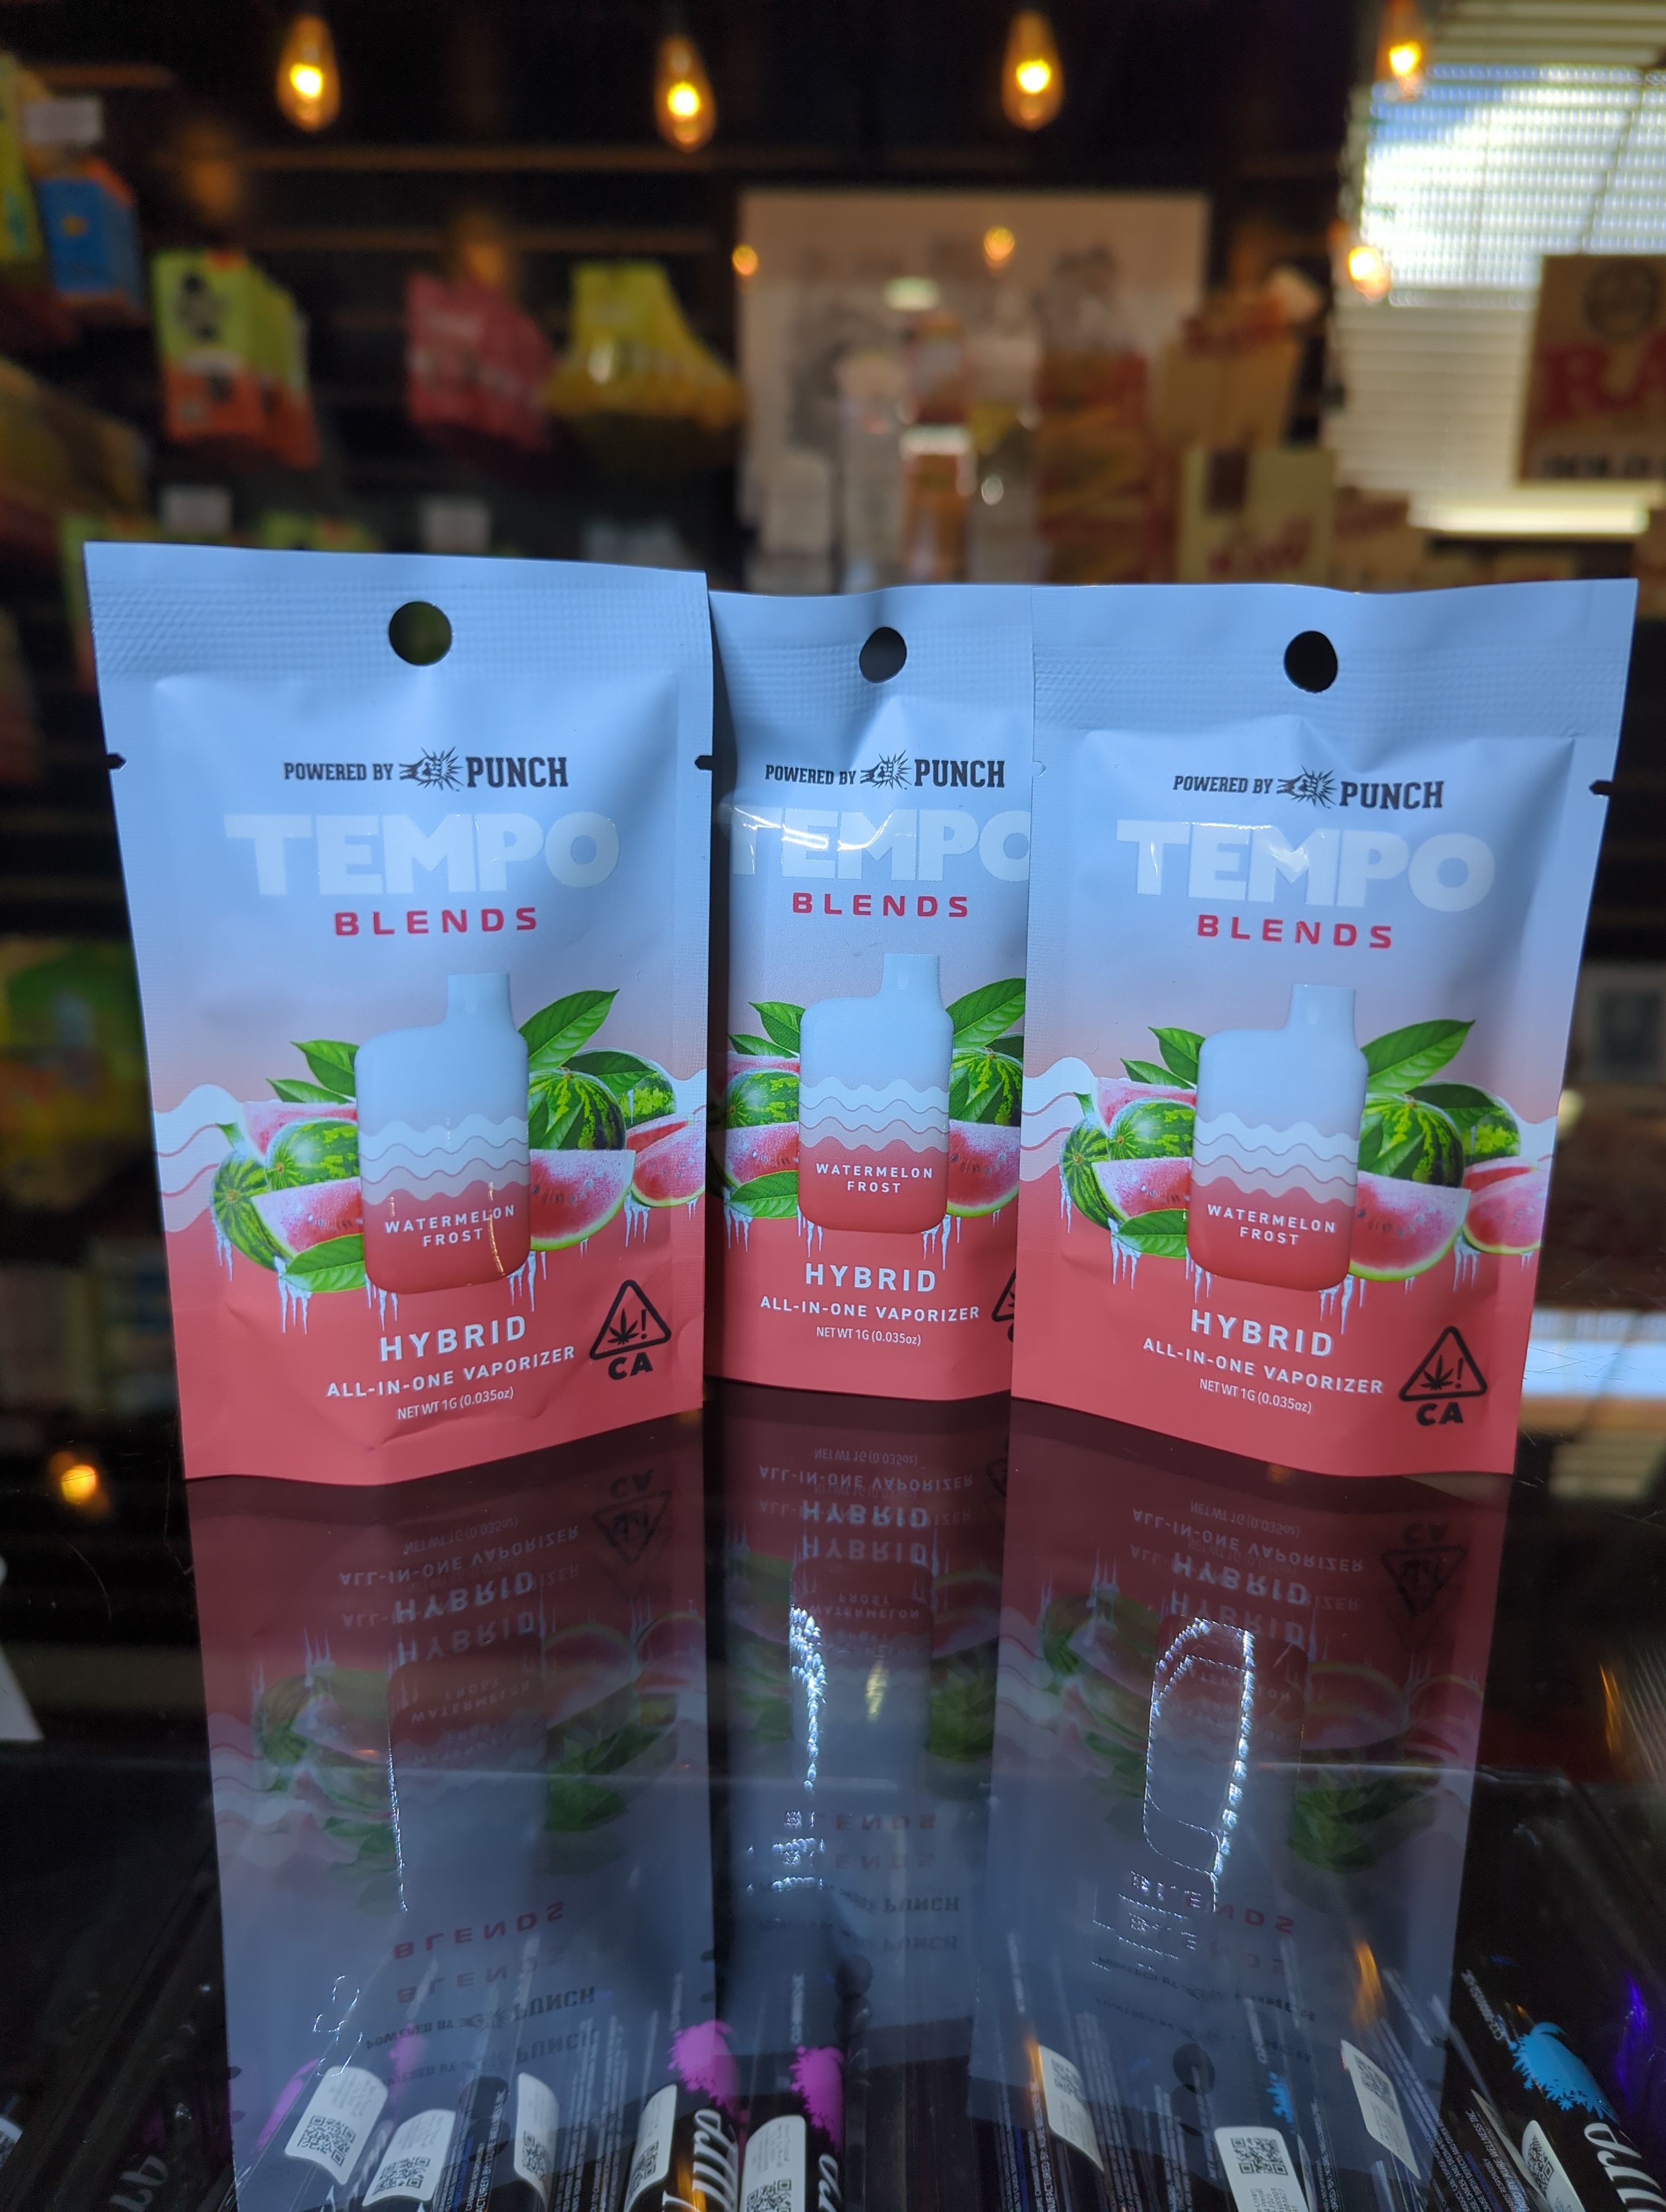 POWERED BY PUNCH
TEMPO
BLENDS
WATERMELON
FROST
HYBRID
ALL-IN-ONE VAPORIZER
NET WT 1G (0.035oz)
CA
POWERED BY PUNCH
TEMPO
BLENDS
WATERMELON
FROST
HYBRID
ALL-IN-ONE VAPORIZER
NET WT 1G (0.035oz)
POWERED BY PUNCH
TEMPO
BLENDS
WATERMELON
FROST
HYBRID
ALL-IN-ONE VAPORIZER
NET WT 1G (0.035oz)
CA